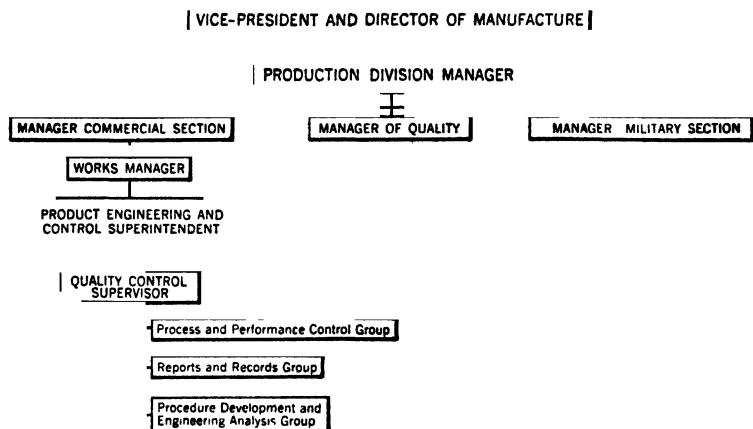 VICE-PRESIDENT AND DIRECTOR OF MANUFACTURE
PRODUCTION DIVISION MANAGER
MANAGER COMMERCIAL SECTION
MANAGER OF QUALITY
MANAGER MILITARY SECTION
WORKS MANAGER
PRODUCT ENGINEERING AND
CONTROL SUPERINTENDENT
QUALITY CONTROL
SUPERVISOR
Process and Performance Control Group
Reports and Records Group
Procedure Development and
Engineering Analysis Group